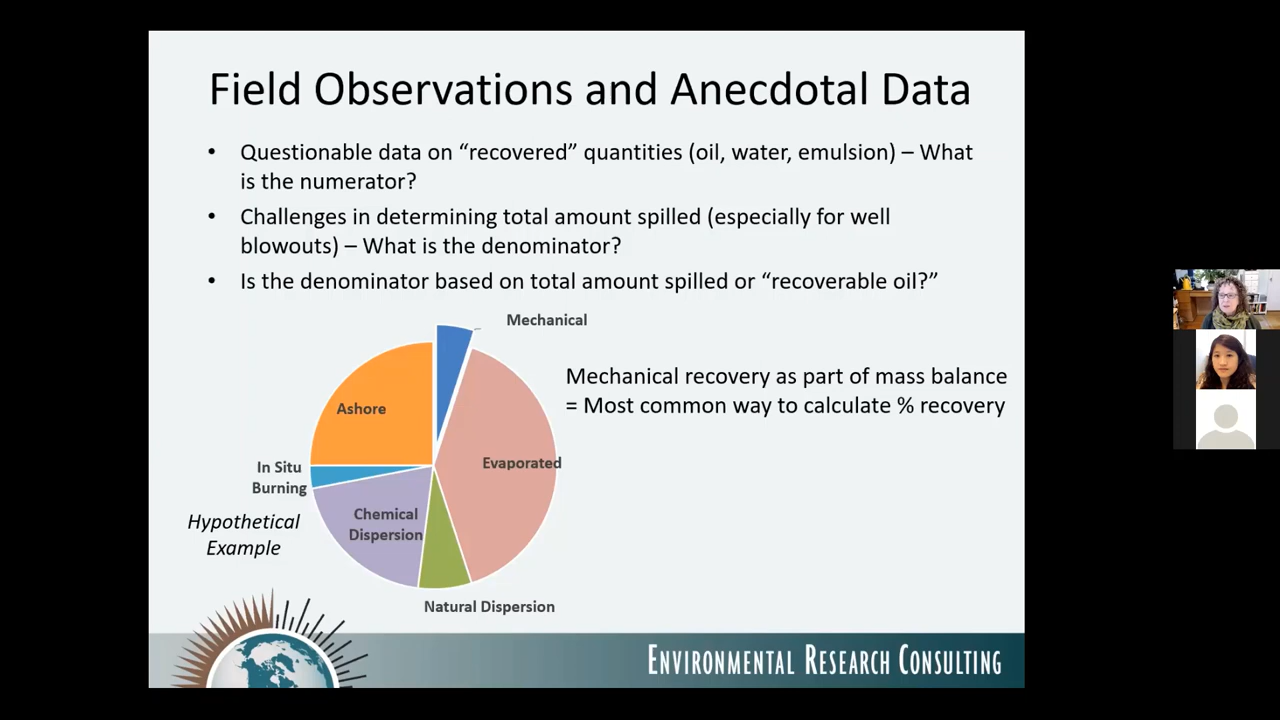 Field Observations and Anecdotal Data
• Questionable data on “recovered” quantities (oil, water, emulsion) – What
is the numerator?
• Challenges in determining total amount spilled (especially for well
blowouts) – What is the denominator?
• Is the denominator based on total amount spilled or “recoverable oil?”
Mechanical
Mechanical recovery as part of mass balance
= Most common way to calculate % recovery
Ashore
Evaporated
In Situ
Burning
Chemical
Dispersion
Hypothetical
Example
Natural Dispersion
ENVIRONMENTAL RESEARCH CONSULTING